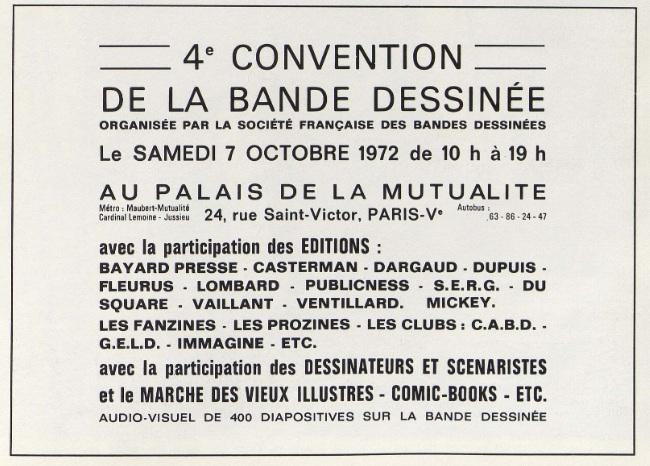 4e CONVENTION
DE LA BANDE DESSINÉE
ORGANISÉE PAR LA SOCIÉTÉ FRANÇAISE DES BANDES DESSINÉES
Le SAMEDI 7 OCTOBRE 1972 de 10 h à 19 h
AU PALAIS DE LA MUTUALITE
Métro : Maubert-Mutualité
Cardinal Lemoine - Jussieu
24, rue Saint-Victor, PARIS-Ve
Autobus :
63 - 86 - 24 - 47
avec la participation des EDITIONS :
BAYARD PRESSE - CASTERMAN - DARGAUD - DUPUIS -
FLEURUS - LOMBARD - PUBLICNESS - S.E.R.G. - DU
SQUARE - VAILLANT - VENTILLARD. MICKEY.
LES FANZINES - LES PROZINES - LES CLUBS : C.A.B.D. -
G.E.L.D. - IMMAGINE - ETC.
avec la participation des DESSINATEURS ET SCENARISTES
et le MARCHE DES VIEUX ILLUSTRES - COMIC-BOOKS - ETC.
AUDIO-VISUEL DE 400 DIAPOSITIVES SUR LA BANDE DESSINÉE